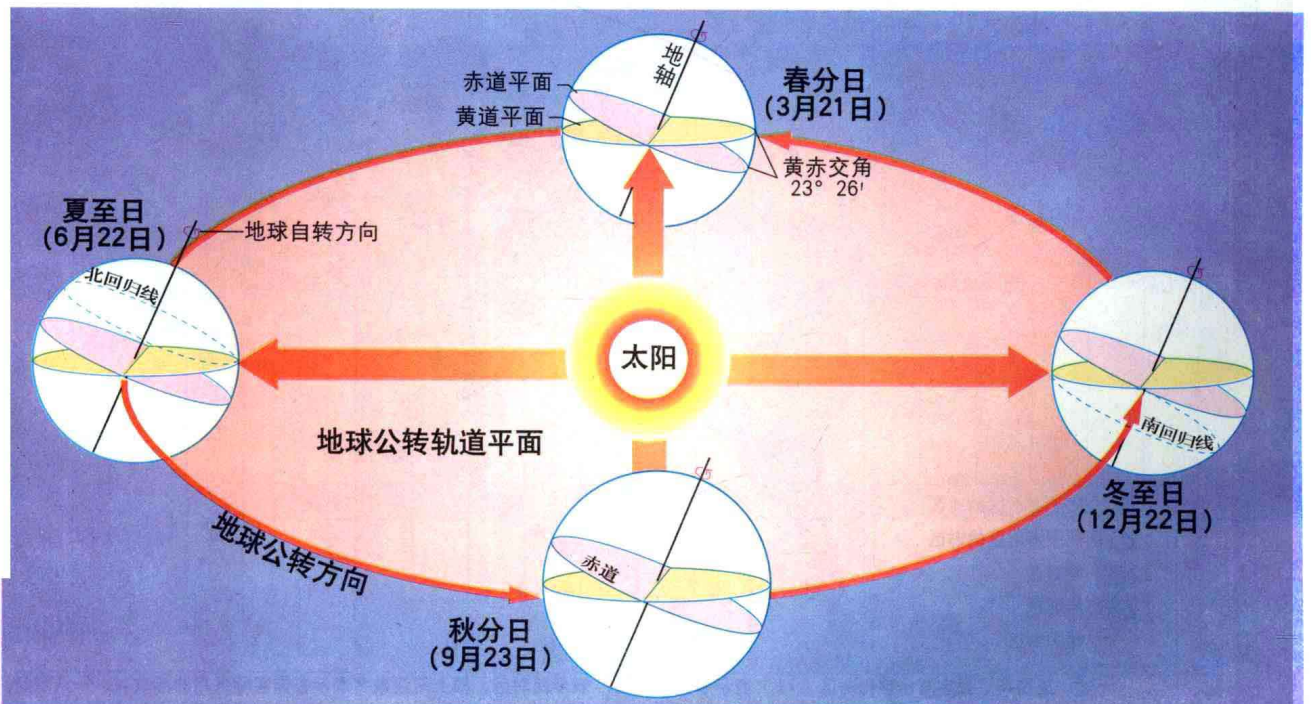 地轴
赤道平面
黄道平面
春分日
(3月21日)
黄赤交角
23° 26′
夏至日
(6月22日)
地球自转方向
北回归线
太阳
地球公转轨道平面
南回归线
冬至日
(12月22日)
地球公转方向
赤道
秋分日
(9月23日)